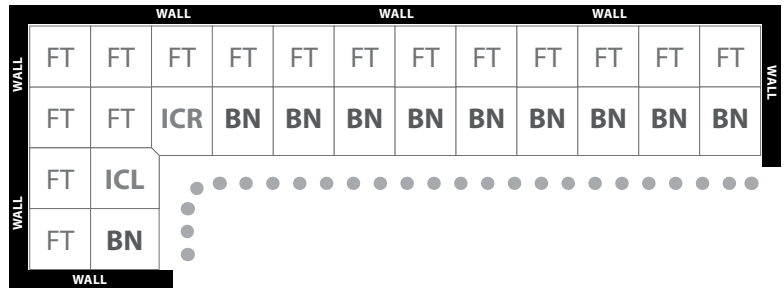 WALL WALL WALL
WALL
FT FT FT FT FT FT FT FT FT FT FT FT
WALL
FT FT ICR BN BN BN BN BN BN BN BN BN
FT ICL
WALL
FT BN
WALL